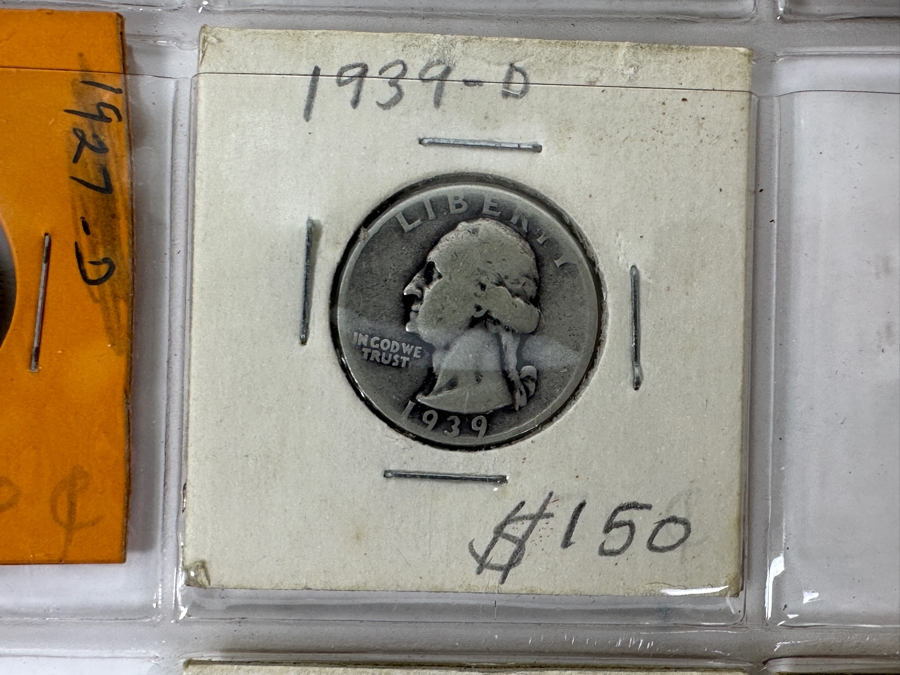 1927-D
¢
1939-D
LIBERTY
IN GOD WE
TRUST
1939
$150